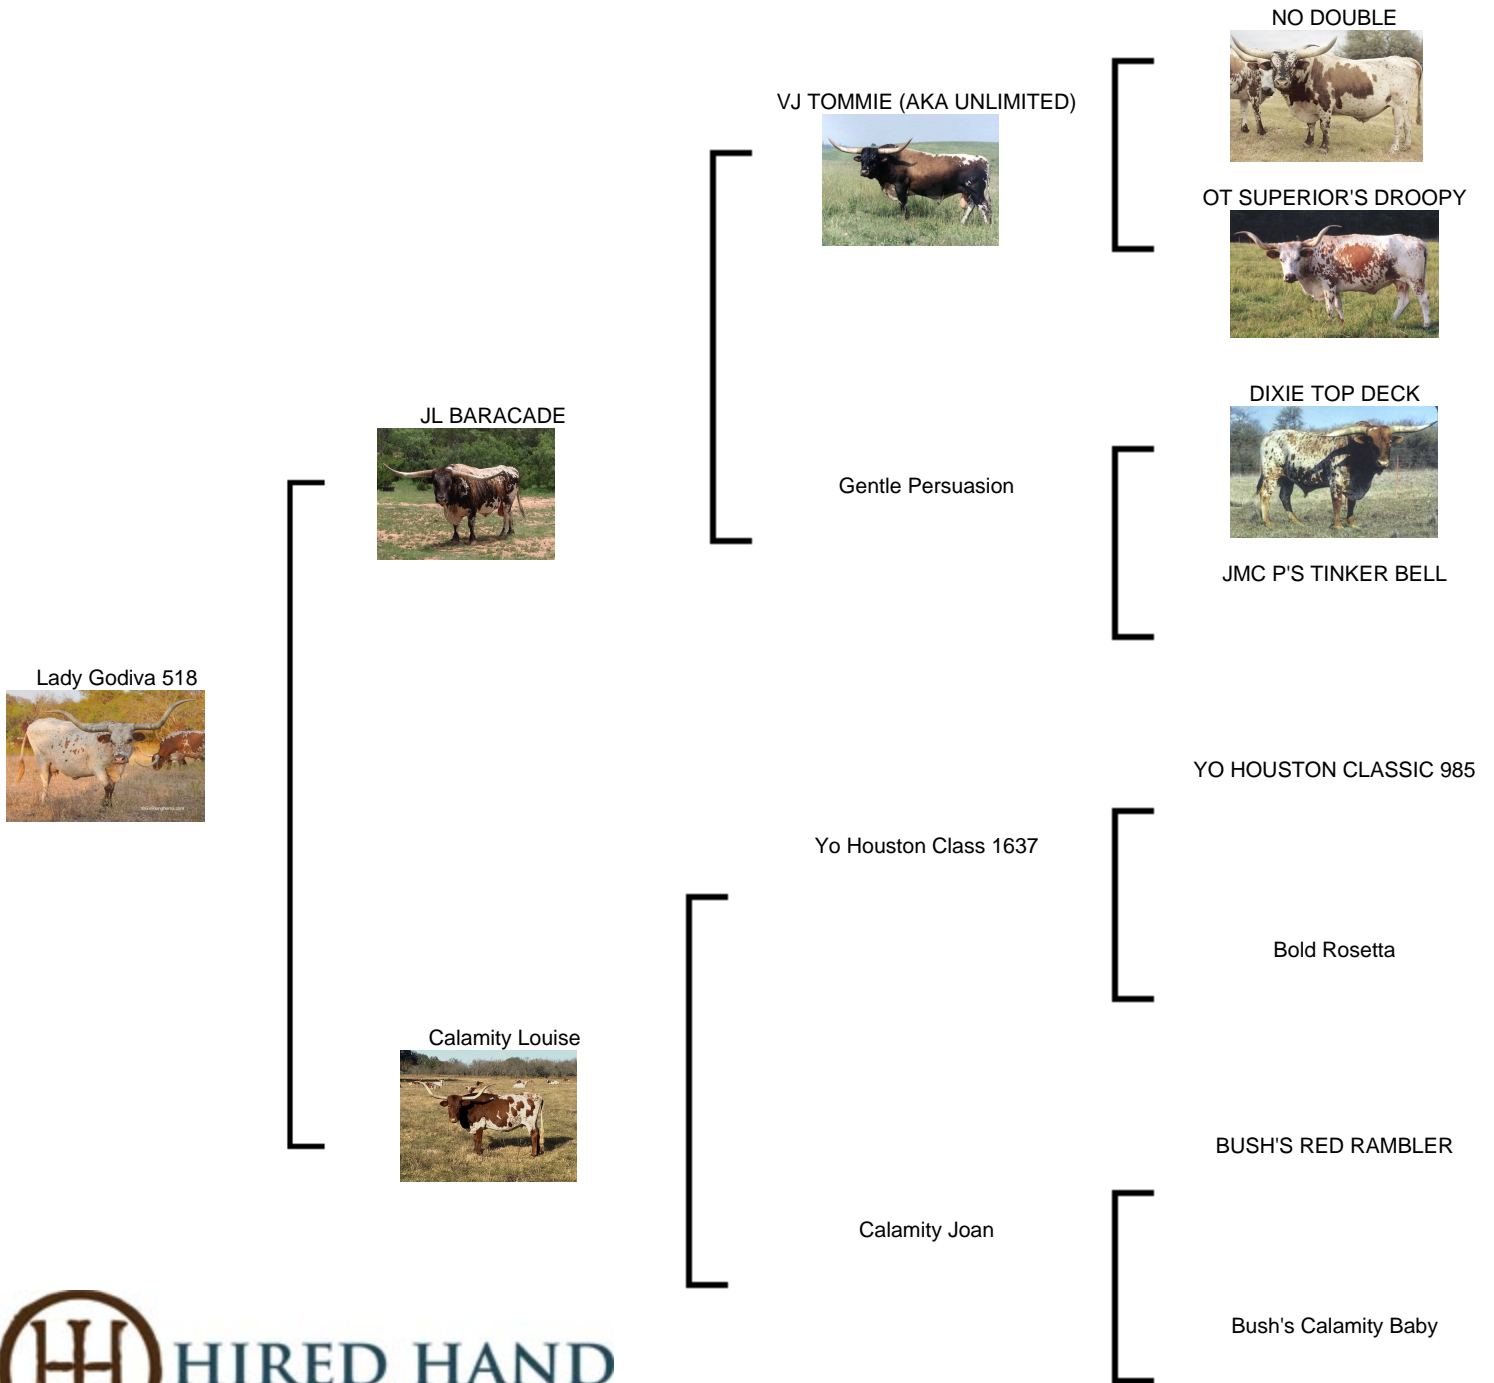 NO DOUBLE
VJ TOMMIE (AKA UNLIMITED)
OT SUPERIOR'S DROOPY
DIXIE TOP DECK
JL BARACADE
Gentle Persuasion
JMC P'S TINKER BELL
Lady Godiva 518
YO HOUSTON CLASSIC 985
Yo Houston Class 1637
Bold Rosetta
Calamity Louise
BUSH'S RED RAMBLER
Calamity Joan
Bush's Calamity Baby
HIRED HAND